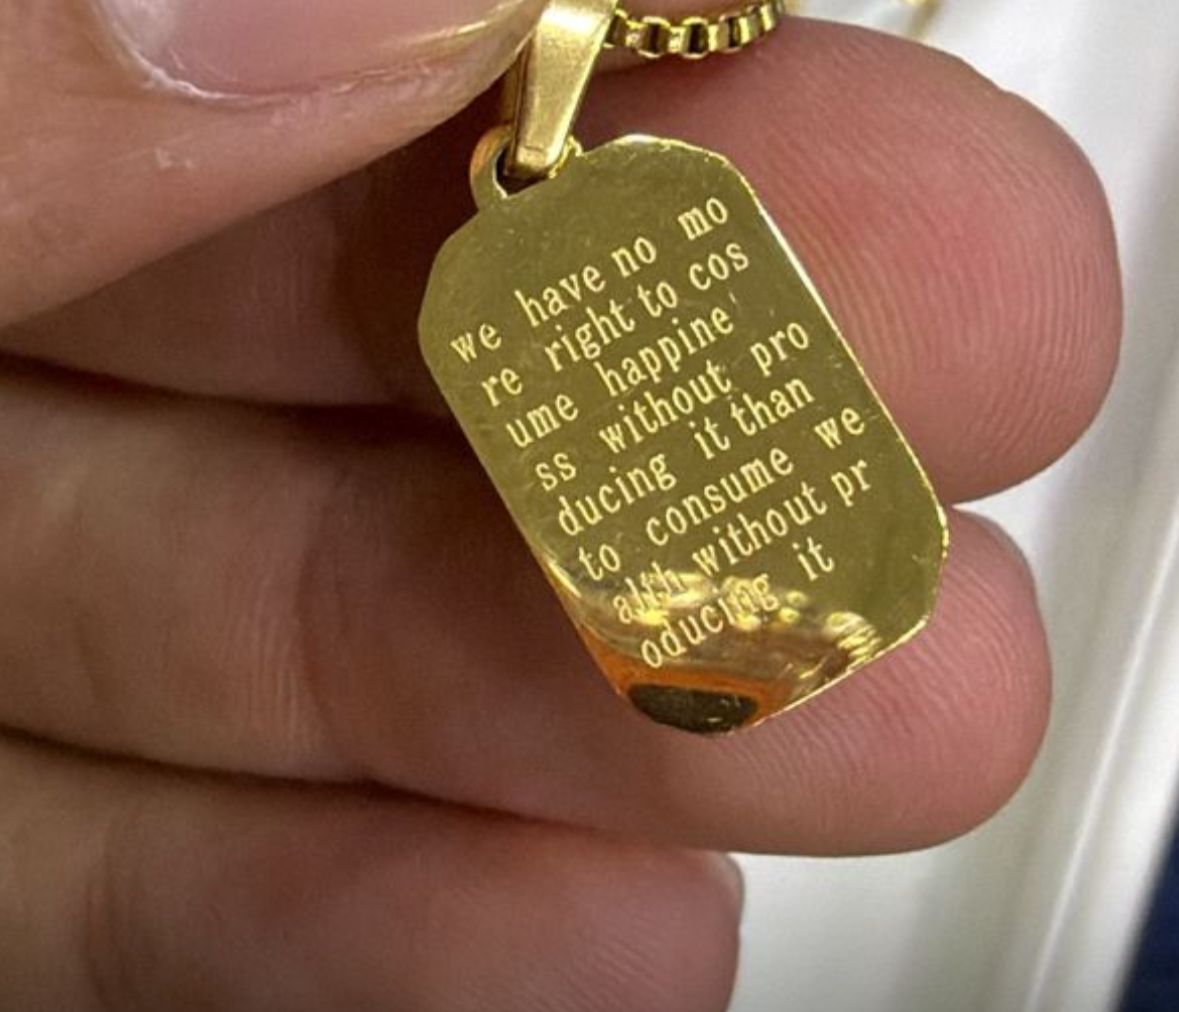 we have no mo
re right to cos
ume happine'
ss without pro
ducing it than
to consume we
alth without pr
oducing it